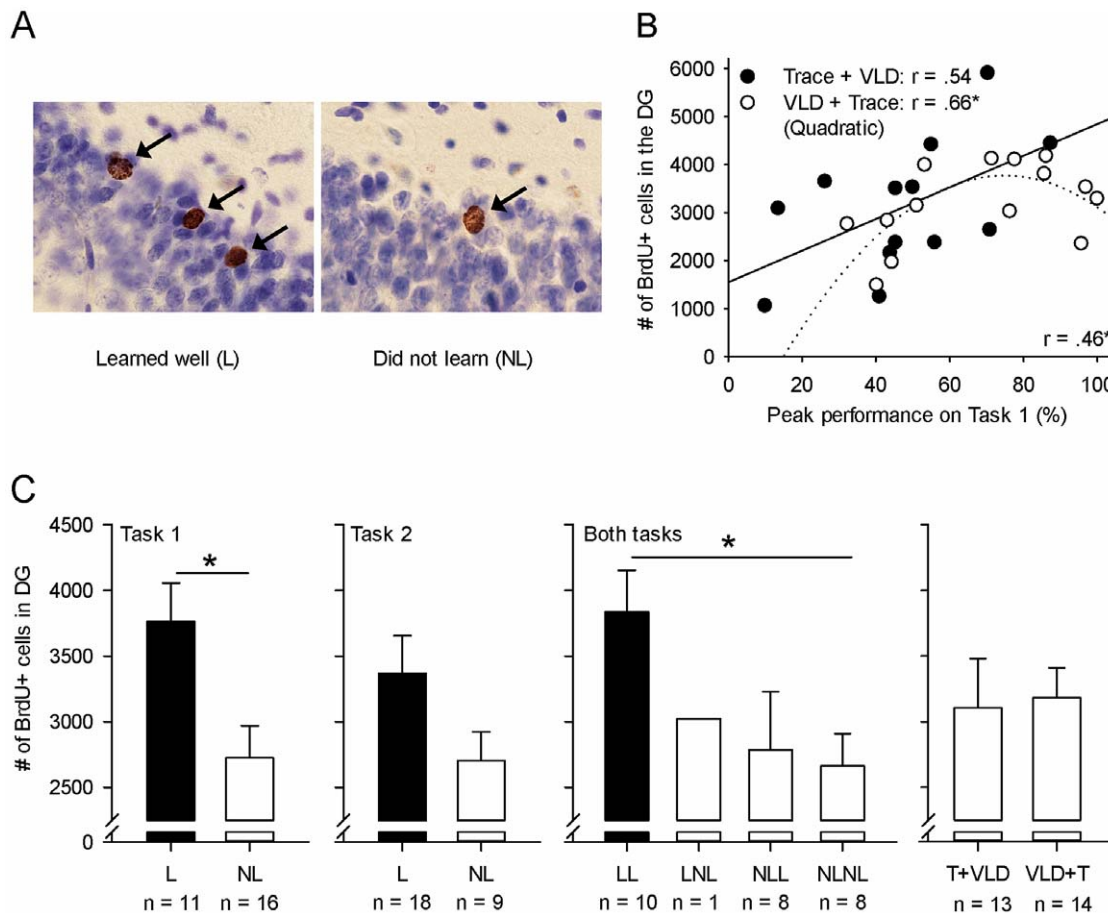 A
Learned well (L)
Did not learn (NL)
B
# of BrdU+ cells in the DG
6000
5000
4000
3000
2000
1000
0
Trace + VLD: r = .54
VLD + Trace: r = .66*
(Quadratic)
r = .46*
0 20 40 60 80 100
Peak performance on Task 1 (%)
C
# of BrdU+ cells in DG
4500
4000
3500
3000
2500
0
Task 1
*
L NL
n = 11 n = 16
Task 2
L NL
n = 18 n = 9
Both tasks
*
LL LNL NLL NLNL
n = 10 n = 1 n = 8 n = 8
T+VLD VLD+T
n = 13 n = 14